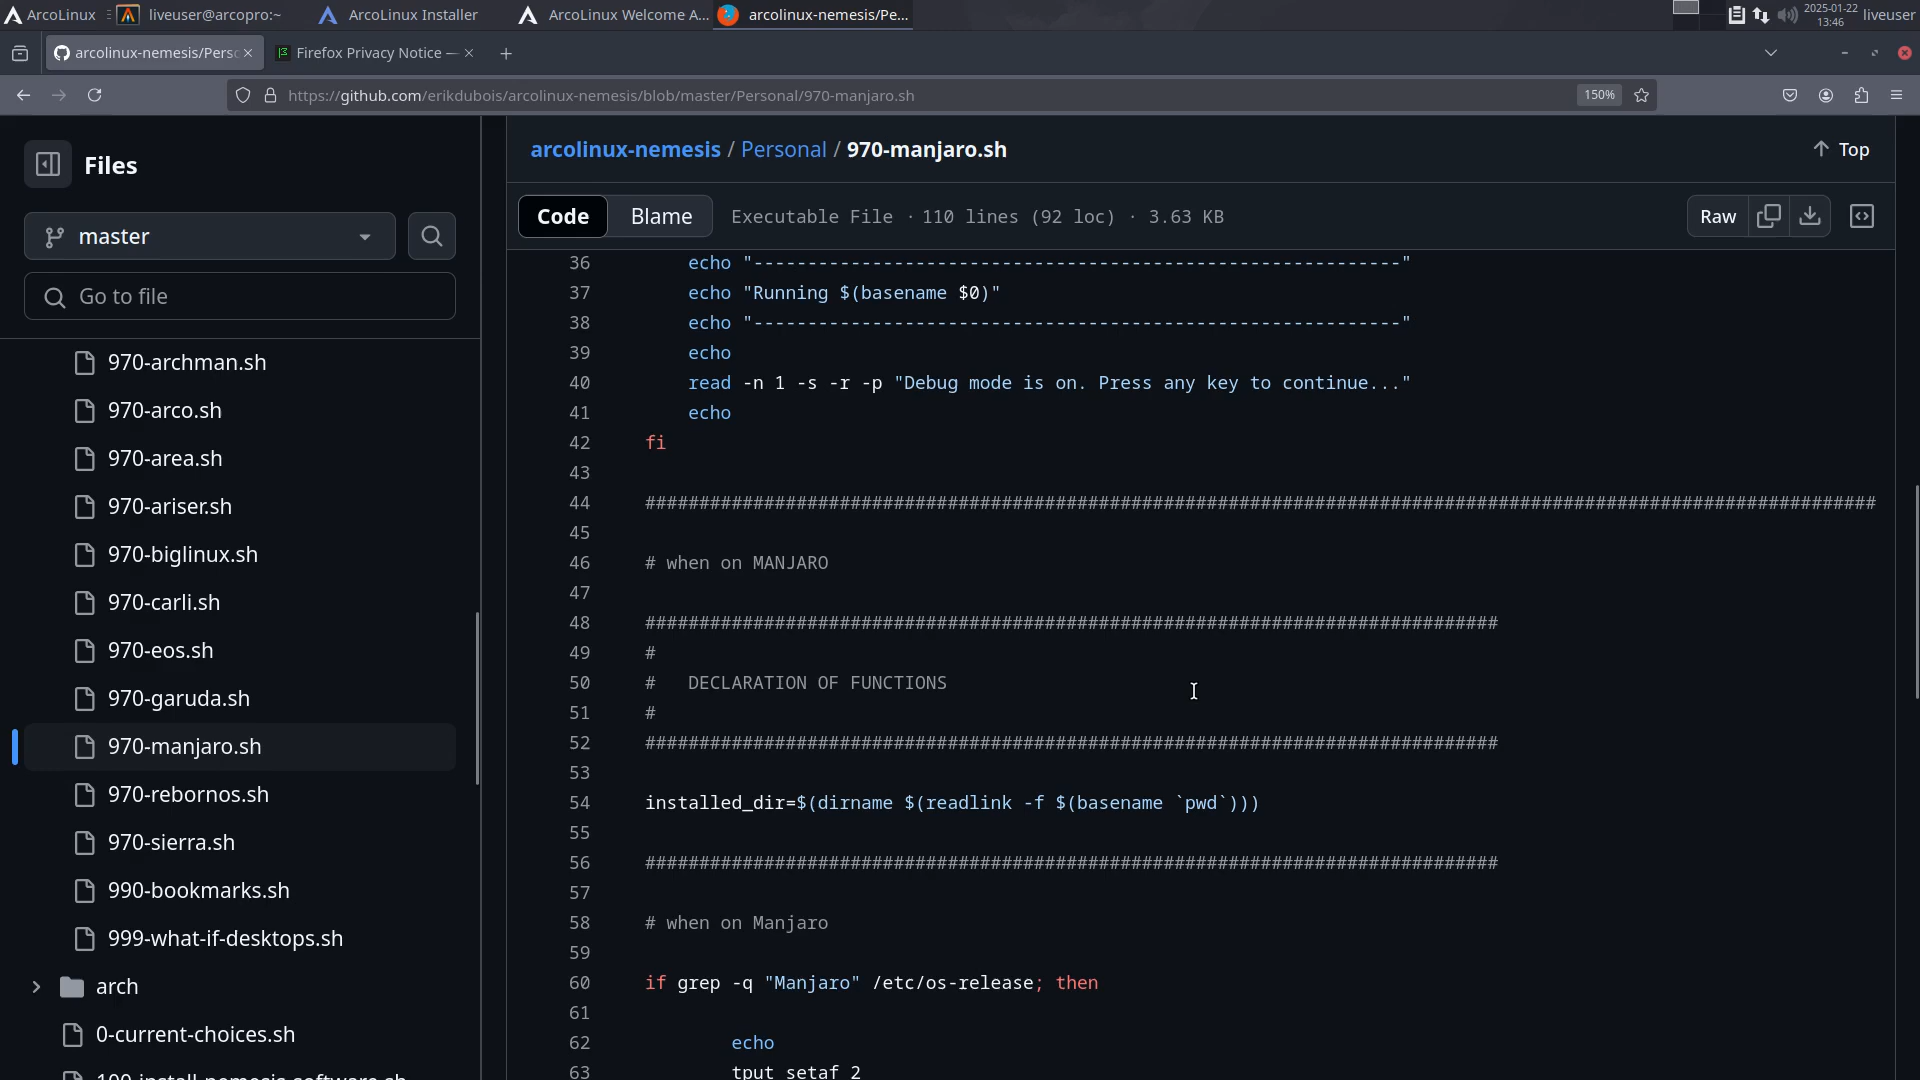 ArcoLinux
liveuser@arcopro:~
ArcoLinux Installer
ArcoLinux Welcome A...
arcolinux-nemesis/Pe...
2025-01-22
13:46
liveuser
arcolinux-nemesis/Perso
Firefox Privacy Notice —
https://github.com/erikdubois/arcolinux-nemesis/blob/master/Personal/970-manjaro.sh
150%
Files
master
Go to file
970-archman.sh
970-arco.sh
970-area.sh
970-ariser.sh
970-biglinux.sh
970-carli.sh
970-eos.sh
970-garuda.sh
970-manjaro.sh
970-rebornos.sh
970-sierra.sh
990-bookmarks.sh
999-what-if-desktops.sh
arch
0-current-choices.sh
100-install-nemesis-software.sh
arcolinux-nemesis / Personal / 970-manjaro.sh
Top
Code
Blame
Executable File · 110 lines (92 loc) · 3.63 KB
Raw
36 echo "------------------------------------------------------------"
37 echo "Running $(basename $0)"
38 echo "------------------------------------------------------------"
39 echo
40 read -n 1 -s -r -p "Debug mode is on. Press any key to continue..."
41 echo
42 fi
43
44 ##################################################################################################################
45
46 # when on MANJARO
47
48 ###############################################################################
49 #
50 #   DECLARATION OF FUNCTIONS
51 #
52 ###############################################################################
53
54 installed_dir=$(dirname $(readlink -f $(basename `pwd`)))
55
56 ###############################################################################
57
58 # when on Manjaro
59
60 if grep -q "Manjaro" /etc/os-release; then
61
62 echo
63 tput setaf 2